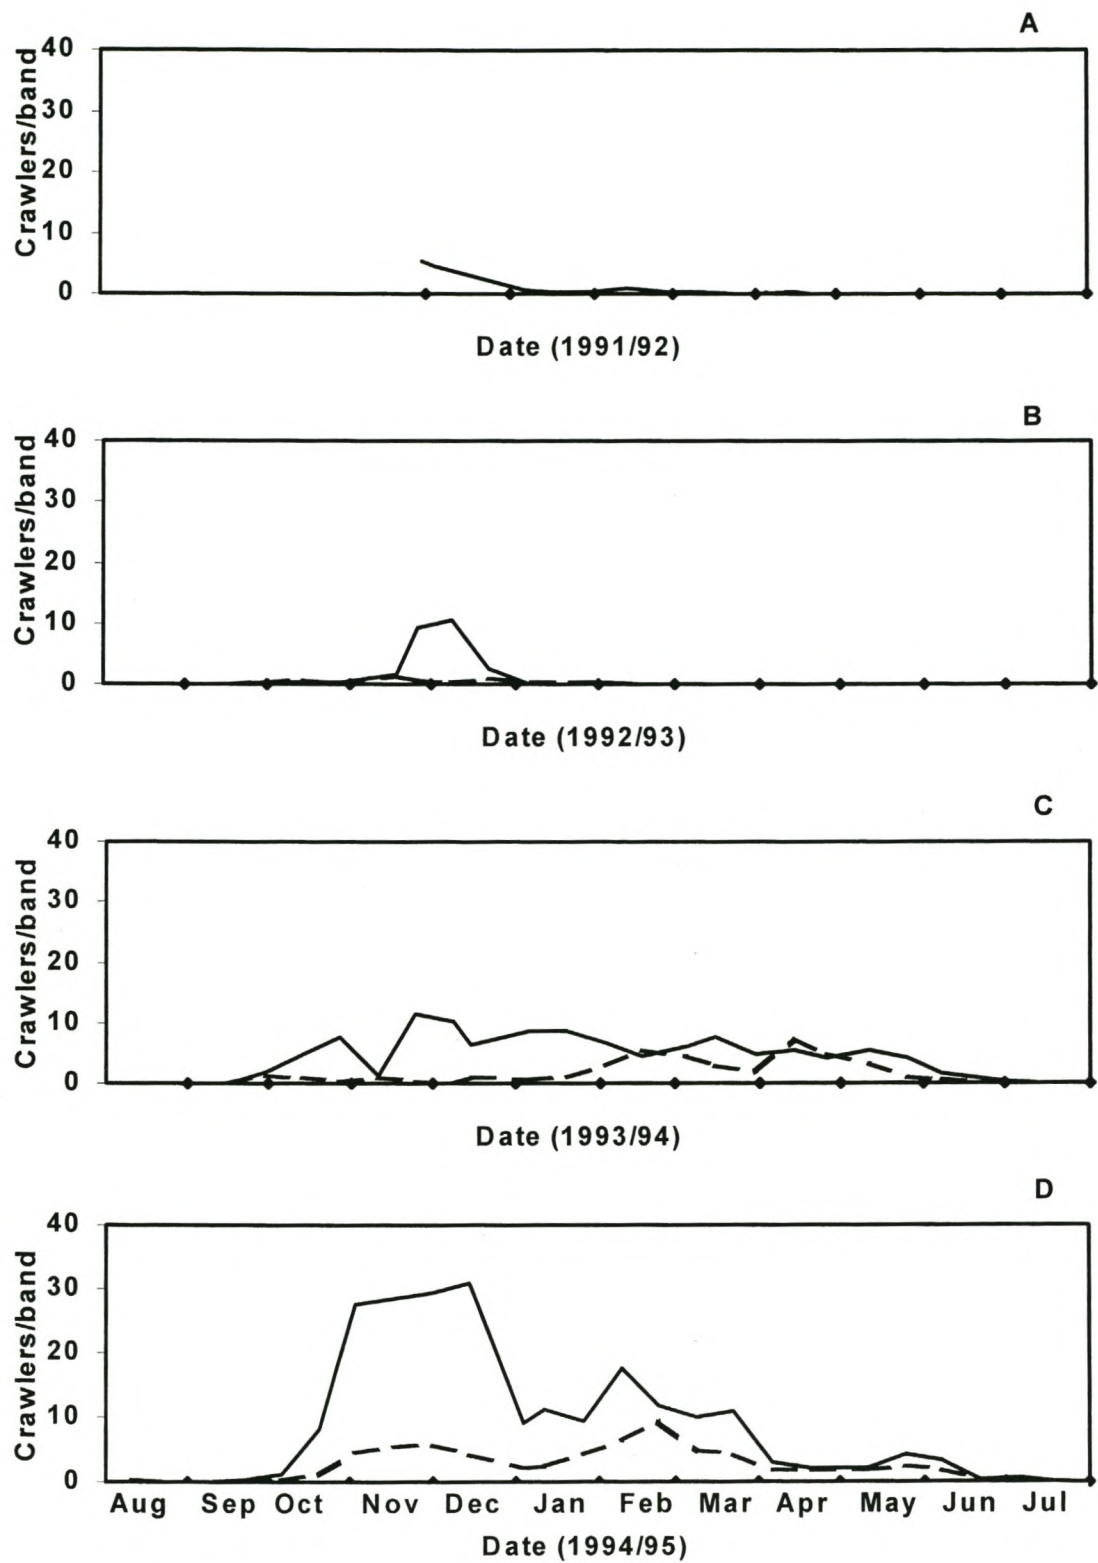 A
Crawlers/band
40
30
20
10
0
Date (1991/92)
B
Crawlers/band
40
30
20
10
0
Date (1992/93)
C
Crawlers/band
40
30
20
10
0
Date (1993/94)
D
Crawlers/band
40
30
20
10
0
Aug Sep Oct Nov Dec Jan Feb Mar Apr May Jun Jul
Date (1994/95)